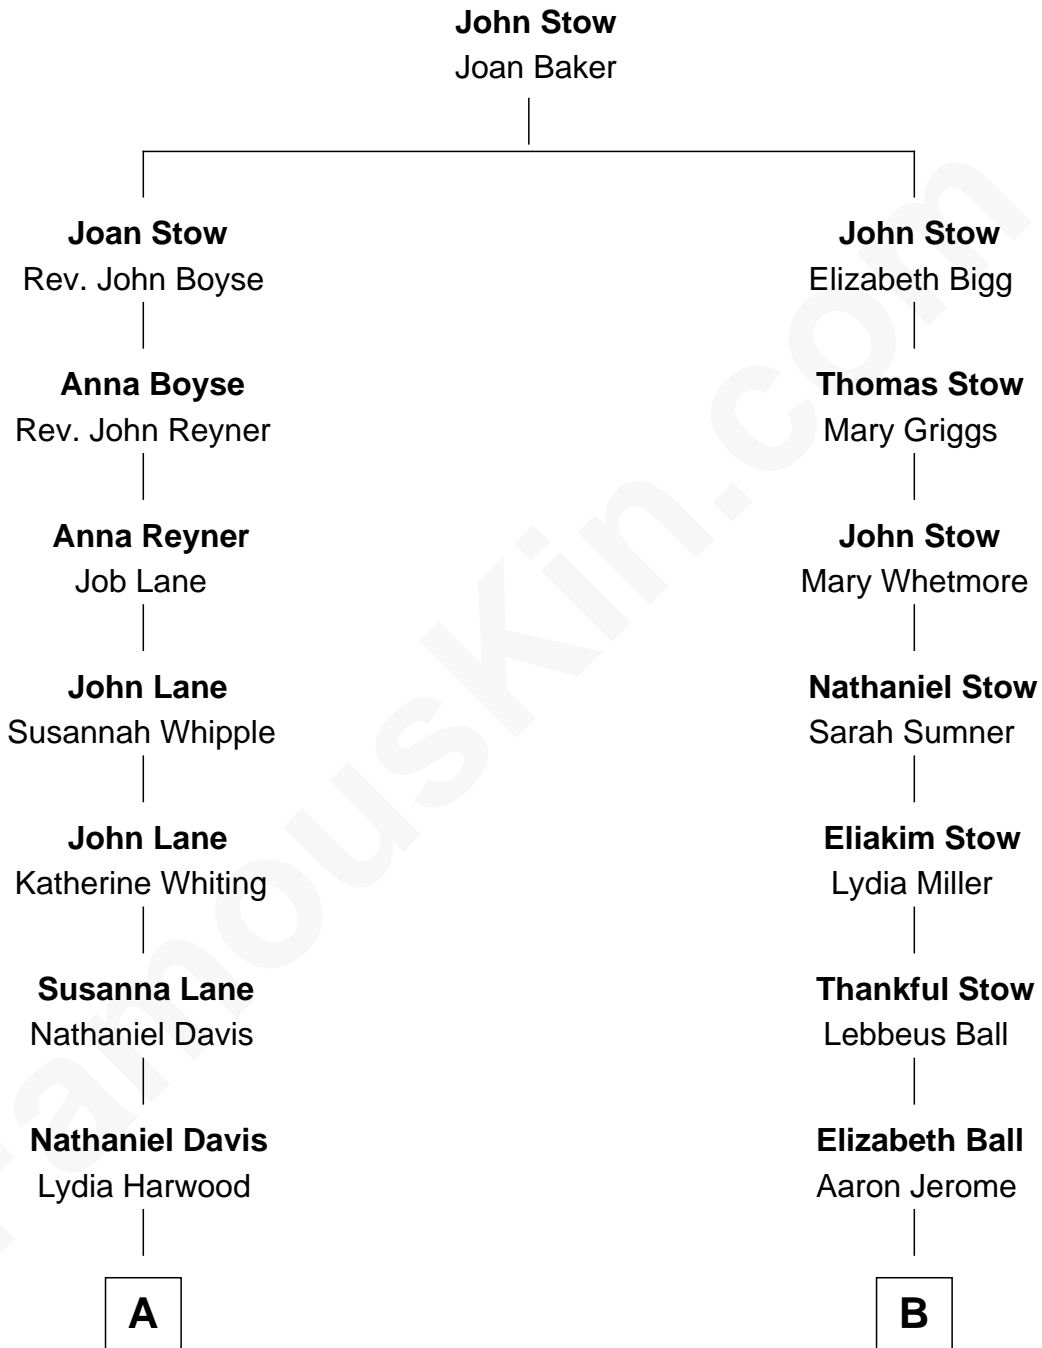 John Stow
Joan Baker
Joan Stow
Rev. John Boyse
John Stow
Elizabeth Bigg
Anna Boyse
Rev. John Reyner
Thomas Stow
Mary Griggs
Anna Reyner
Job Lane
John Stow
Mary Whetmore
John Lane
Susannah Whipple
Nathaniel Stow
Sarah Sumner
John Lane
Katherine Whiting
Eliakim Stow
Lydia Miller
Susanna Lane
Nathaniel Davis
Thankful Stow
Lebbeus Ball
Nathaniel Davis
Lydia Harwood
Elizabeth Ball
Aaron Jerome
A
B
FamousKin.com